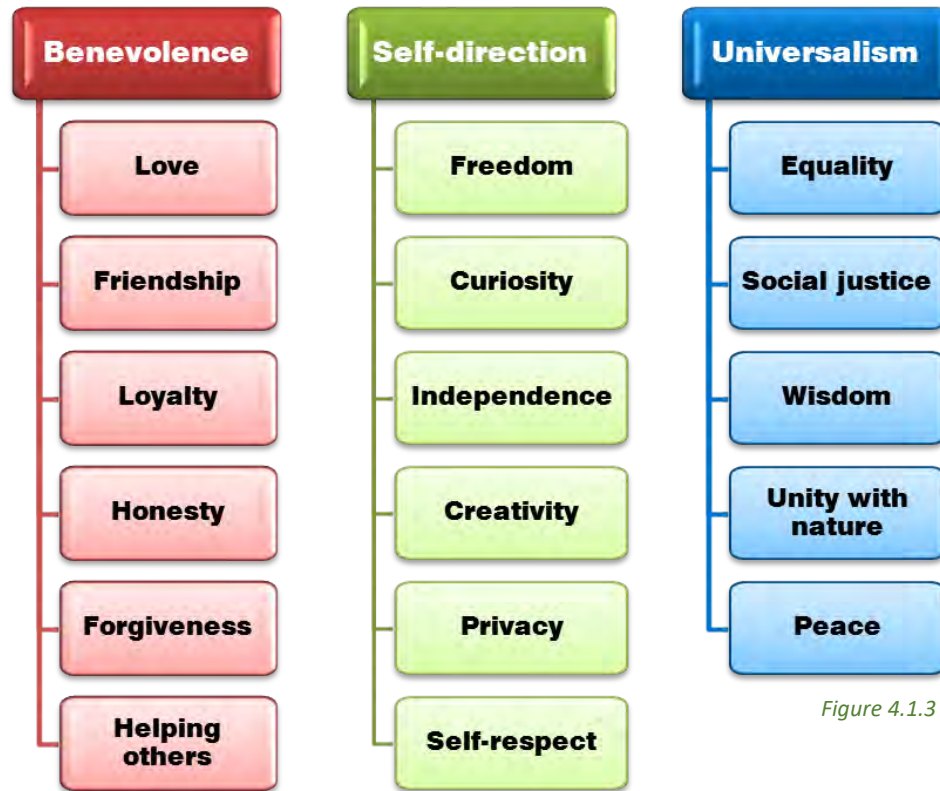 Benevolence
Love
Friendship
Loyalty
Honesty
Forgiveness
Helping
others
Self-direction
Freedom
Curiosity
Independence
Creativity
Privacy
Self-respect
Universalism
Equality
Social justice
Wisdom
Unity with
nature
Peace
Figure 4.1.3